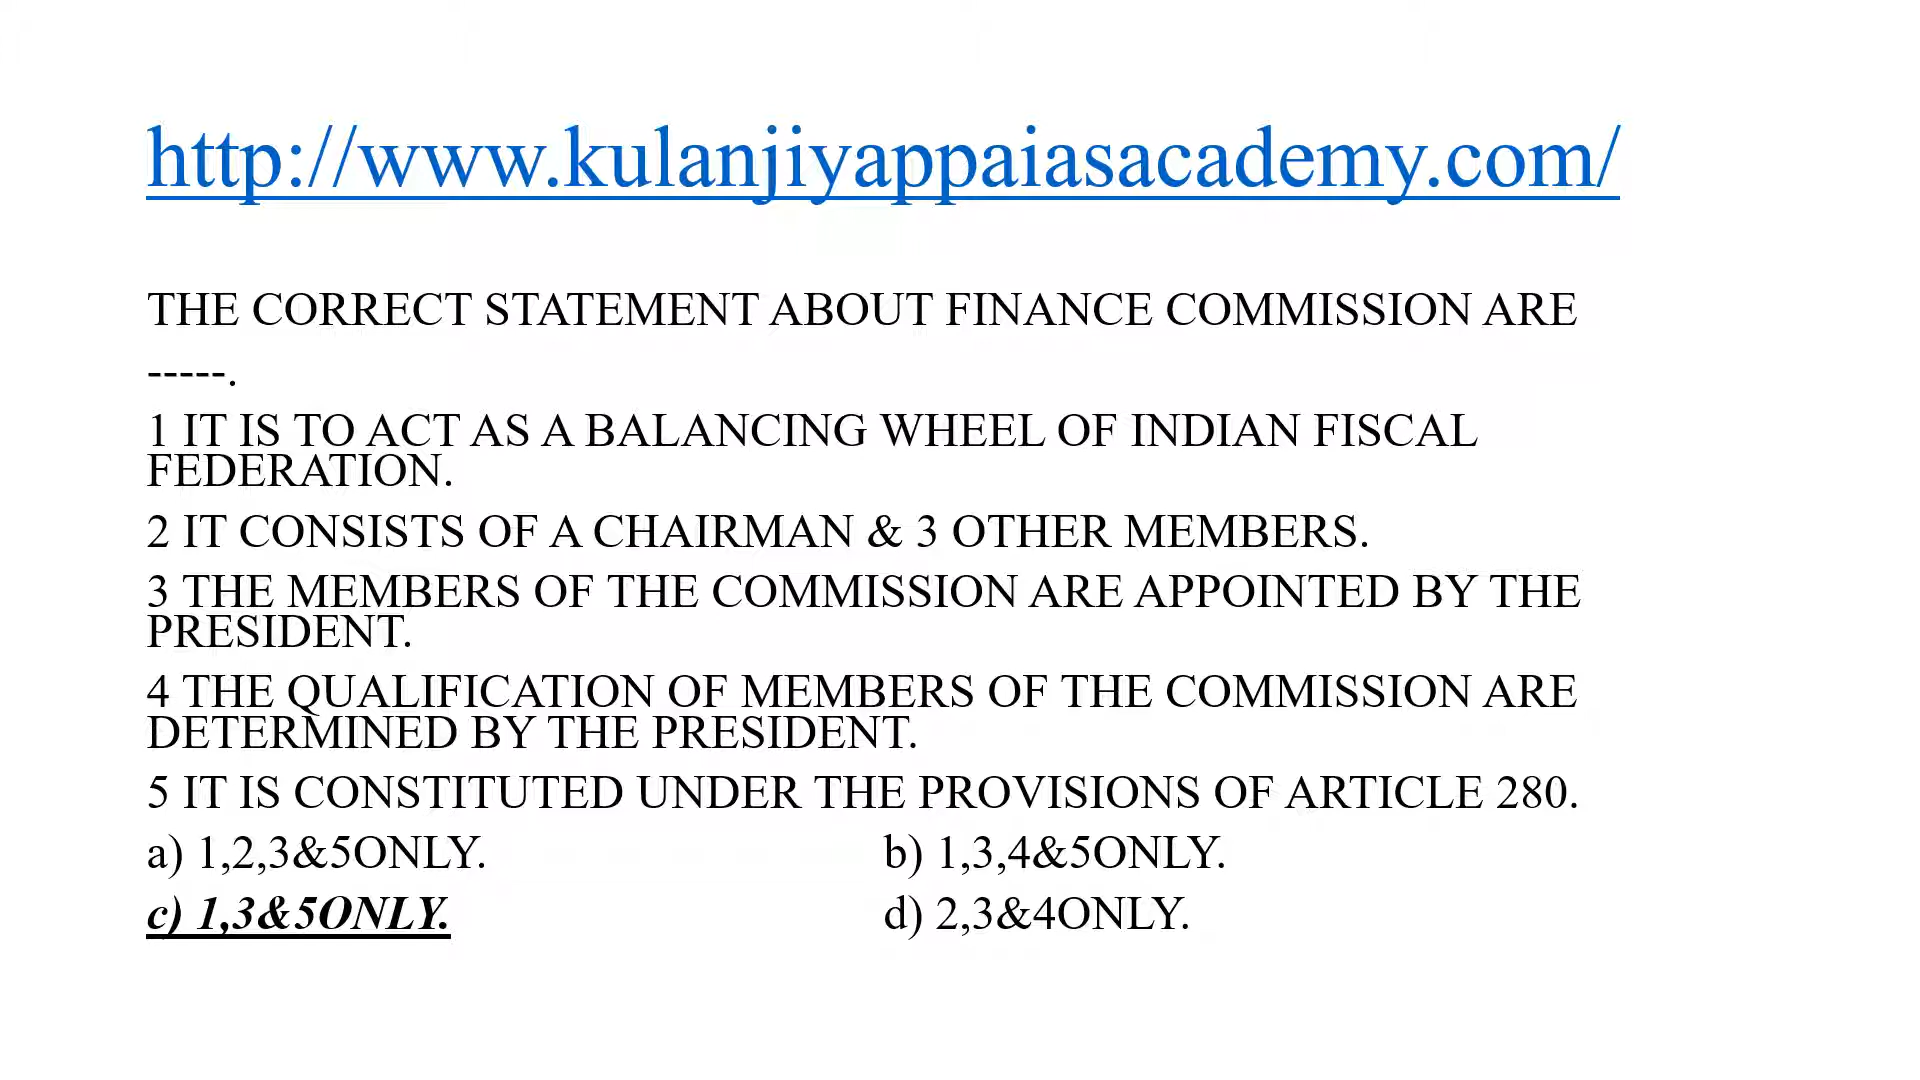 http://www.kulanjiyappaiasacademy.com/
THE CORRECT STATEMENT ABOUT FINANCE COMMISSION ARE
-----.
1 IT IS TO ACT AS A BALANCING WHEEL OF INDIAN FISCAL
FEDERATION.
2 IT CONSISTS OF A CHAIRMAN & 3 OTHER MEMBERS.
3 THE MEMBERS OF THE COMMISSION ARE APPOINTED BY THE
PRESIDENT.
4 THE QUALIFICATION OF MEMBERS OF THE COMMISSION ARE
DETERMINED BY THE PRESIDENT.
5 IT IS CONSTITUTED UNDER THE PROVISIONS OF ARTICLE 280.
a) 1,2,3&5ONLY. b) 1,3,4&5ONLY.
c) 1,3&5ONLY. d) 2,3&4ONLY.